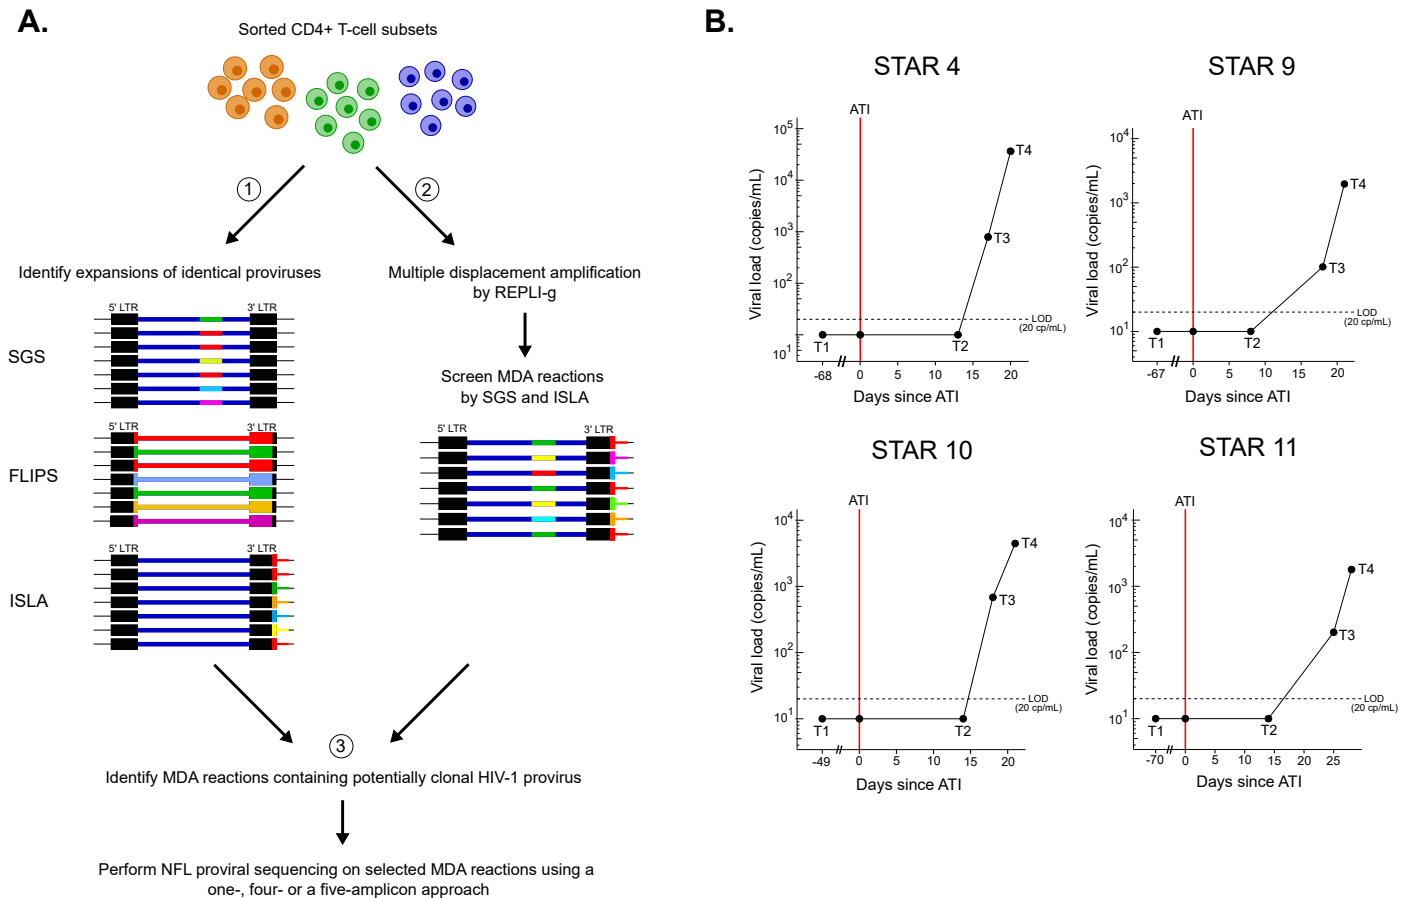 A.
Sorted CD4+ T-cell subsets
1
2
Identify expansions of identical proviruses
5' LTR
3' LTR
SGS
5' LTR
3' LTR
FLIPS
5' LTR
3' LTR
ISLA
Multiple displacement amplification
by REPLI-g
Screen MDA reactions
by SGS and ISLA
5' LTR
3' LTR
3
Identify MDA reactions containing potentially clonal HIV-1 provirus
Perform NFL proviral sequencing on selected MDA reactions using a
one-, four- or a five-amplicon approach
B.
STAR 4
ATI
Viral load (copies/mL)
10^5
10^4
10^3
10^2
10^1
T1
T2
T3
T4
LOD
(20 cp/mL)
-68
0
5
10
15
20
Days since ATI
STAR 9
ATI
Viral load (copies/mL)
10^4
10^3
10^2
10^1
T1
T2
T3
T4
LOD
(20 cp/mL)
-67
0
5
10
15
20
Days since ATI
STAR 10
ATI
Viral load (copies/mL)
10^4
10^3
10^2
10^1
T1
T2
T3
T4
LOD
(20 cp/mL)
-49
0
5
10
15
20
Days since ATI
STAR 11
ATI
Viral load (copies/mL)
10^4
10^3
10^2
10^1
T1
T2
T3
T4
LOD
(20 cp/mL)
-70
0
5
10
15
20
25
Days since ATI